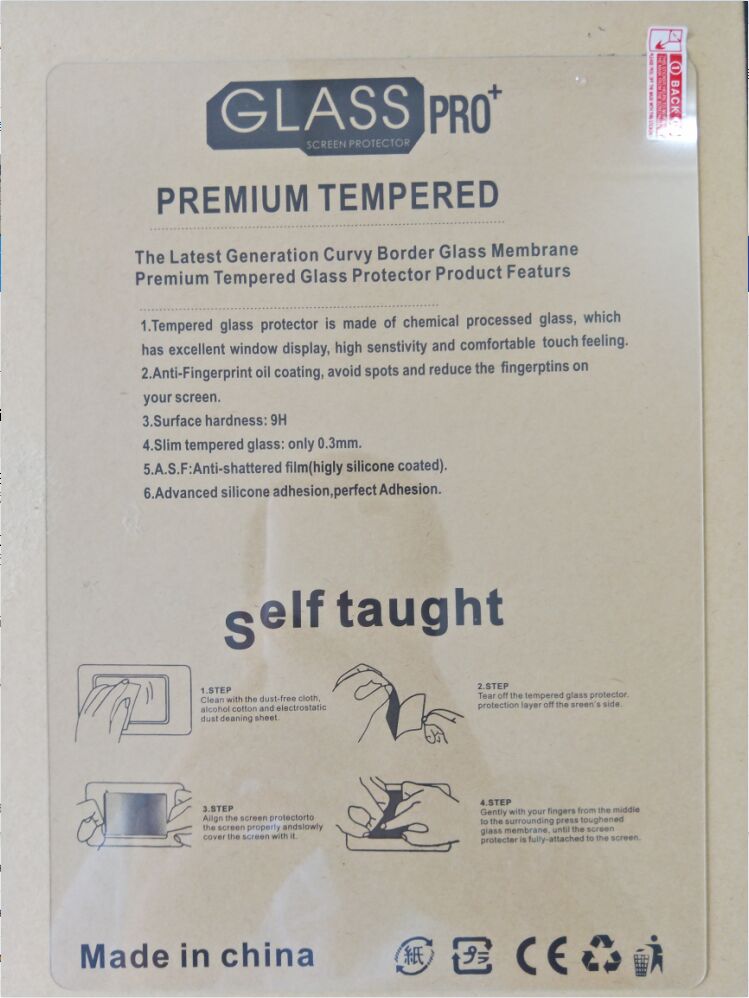 GLASS PRO+
SCREEN PROTECTOR
① BACK
PREMIUM TEMPERED
The Latest Generation Curvy Border Glass Membrane
Premium Tempered Glass Protector Product Featurs
1.Tempered glass protector is made of chemical processed glass, which
has excellent window display, high senstivity and comfortable touch feeling.
2.Anti-Fingerprint oil coating, avoid spots and reduce the fingerptins on
your screen.
3.Surface hardness: 9H
4.Slim tempered glass: only 0.3mm.
5.A.S.F:Anti-shattered film(higly silicone coated).
6.Advanced silicone adhesion,perfect Adhesion.
self taught
1.STEP
Clean with the dust-free cloth,
alcohol cotton and electrostatic
dust deaning sheet.
2.STEP
Tear off the tempered glass protector.
protection layer off the sreen's side.
3.STEP
Ailgn the screen protectorto
the screen properly andslowly
cover the screen with it.
4.STEP
Gently with your fingers from the middle
to the surrounding press toughened
glass membrane, until the screen
protecter is fully-attached to the screen.
Made in china
紙 プラ CE